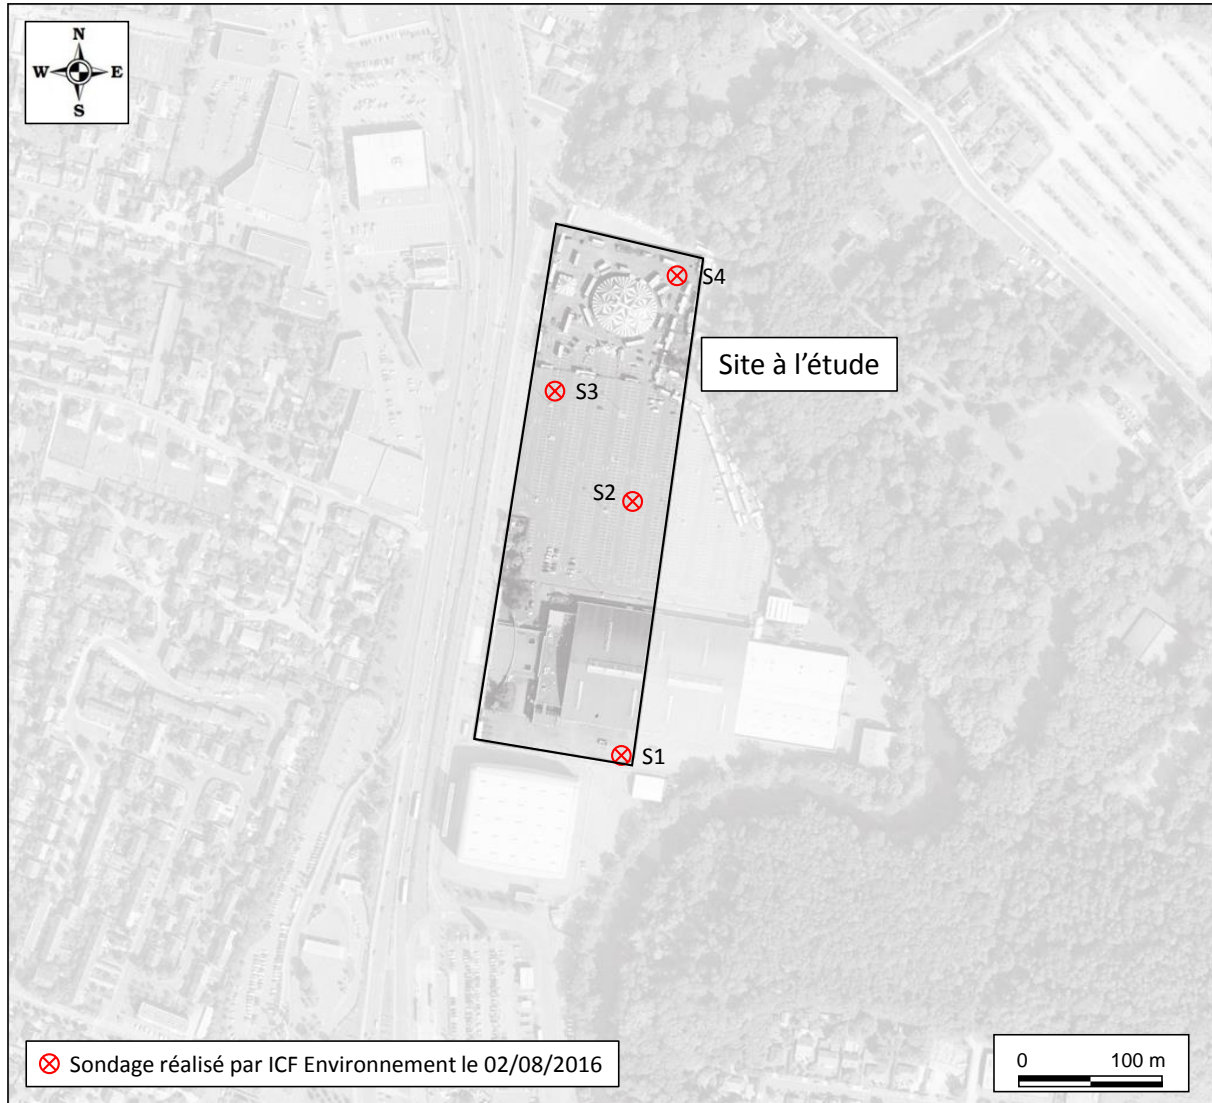 N
W E
S
S4
Site à l'étude
S3
S2
S1
Sondage réalisé par ICF Environnement le 02/08/2016
0 100 m